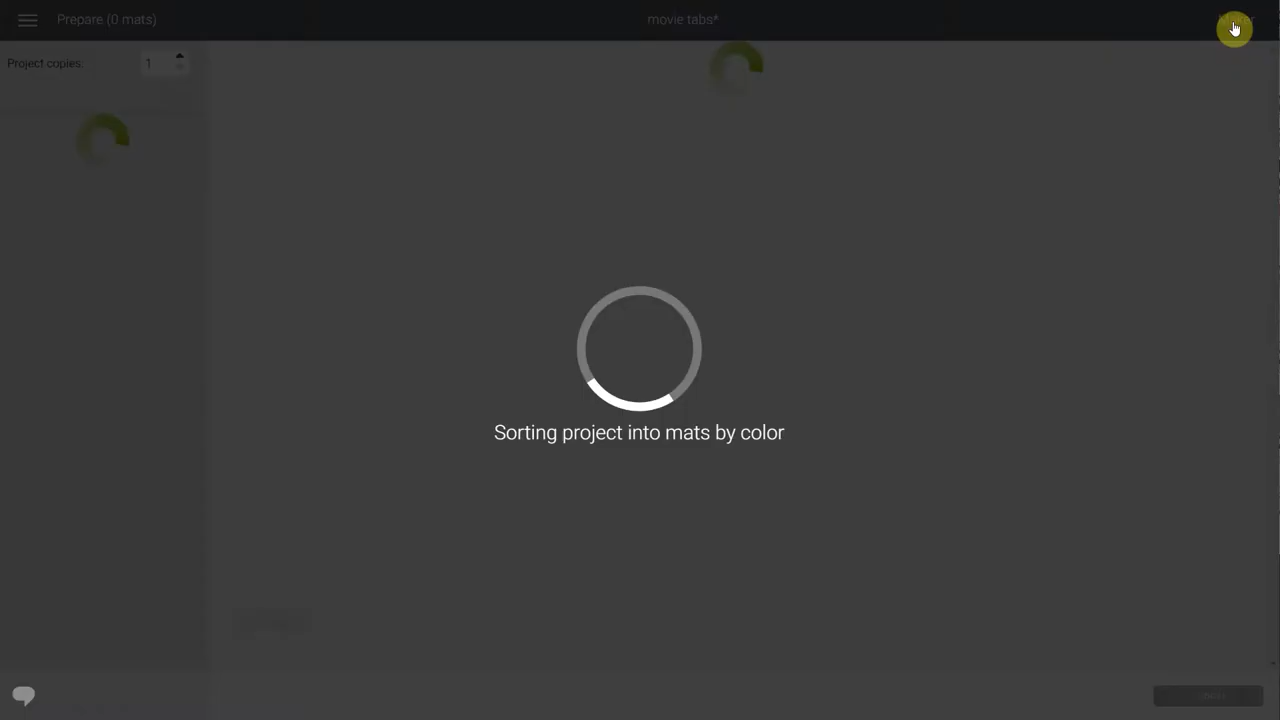 Prepare (0 mats)
movie tabs*
Project copies:
1
Sorting project into mats by color